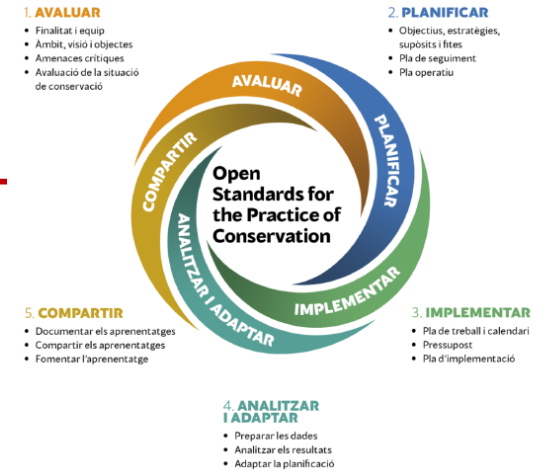 1. AVALUAR
• Finalitat i equip
• Àmbit, visió i objectes
• Amenaces crítiques
• Avaluació de la situació
de conservació
2. PLANIFICAR
• Objectius, estratègies,
supòsits i fites
• Pla de seguiment
• Pla operatiu
AVALUAR
PLANIFICAR
COMPARTIR
Open
Standards for
the Practice of
Conservation
ANALITZAR I ADAPTAR
IMPLEMENTAR
5. COMPARTIR
• Documentar els aprenentatges
• Compartir els aprenentatges
• Fomentar l'aprenentatge
3. IMPLEMENTAR
• Pla de treball i calendari
• Pressupost
• Pla d'implementació
4. ANALITZAR
I ADAPTAR
• Preparar les dades
• Analitzar els resultats
• Adaptar la planificació